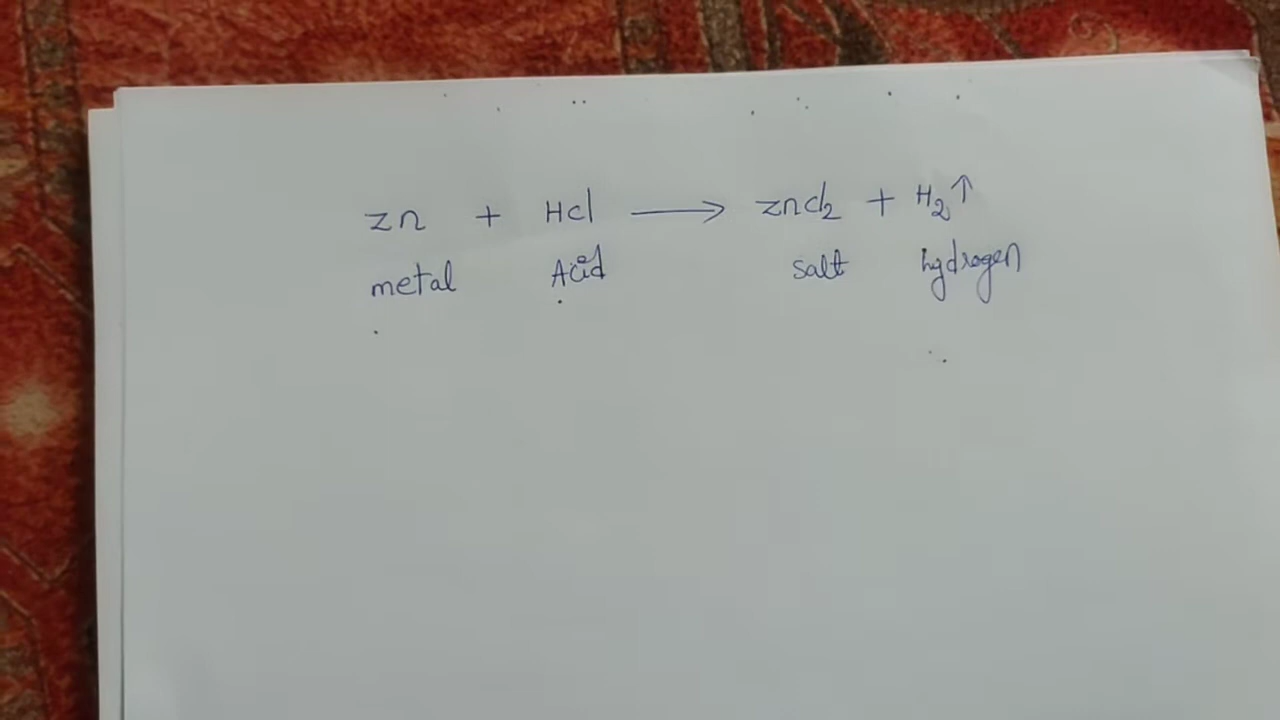 Zn + Hcl ⟶ Zncl₂ + H₂↑
metal Acid salt hydrogen